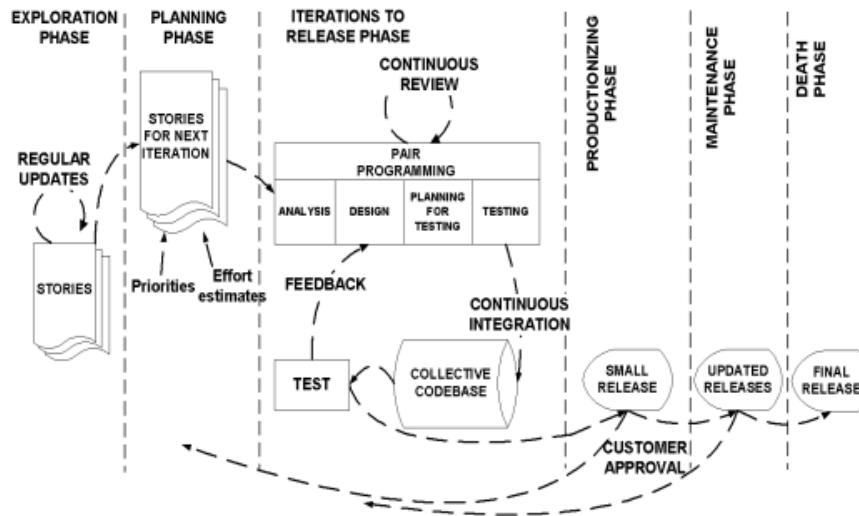 EXPLORATION
PHASE
PLANNING
PHASE
ITERATIONS TO
RELEASE PHASE
PRODUCTIONIZING
PHASE
MAINTENANCE
PHASE
DEATH
PHASE
CONTINUOUS
REVIEW
STORIES
FOR NEXT
ITERATION
REGULAR
UPDATES
PAIR
PROGRAMMING
ANALYSIS
DESIGN
PLANNING
FOR
TESTING
TESTING
STORIES
Priorities
Effort
estimates
FEEDBACK
CONTINUOUS
INTEGRATION
TEST
COLLECTIVE
CODEBASE
SMALL
RELEASE
UPDATED
RELEASES
FINAL
RELEASE
CUSTOMER
APPROVAL